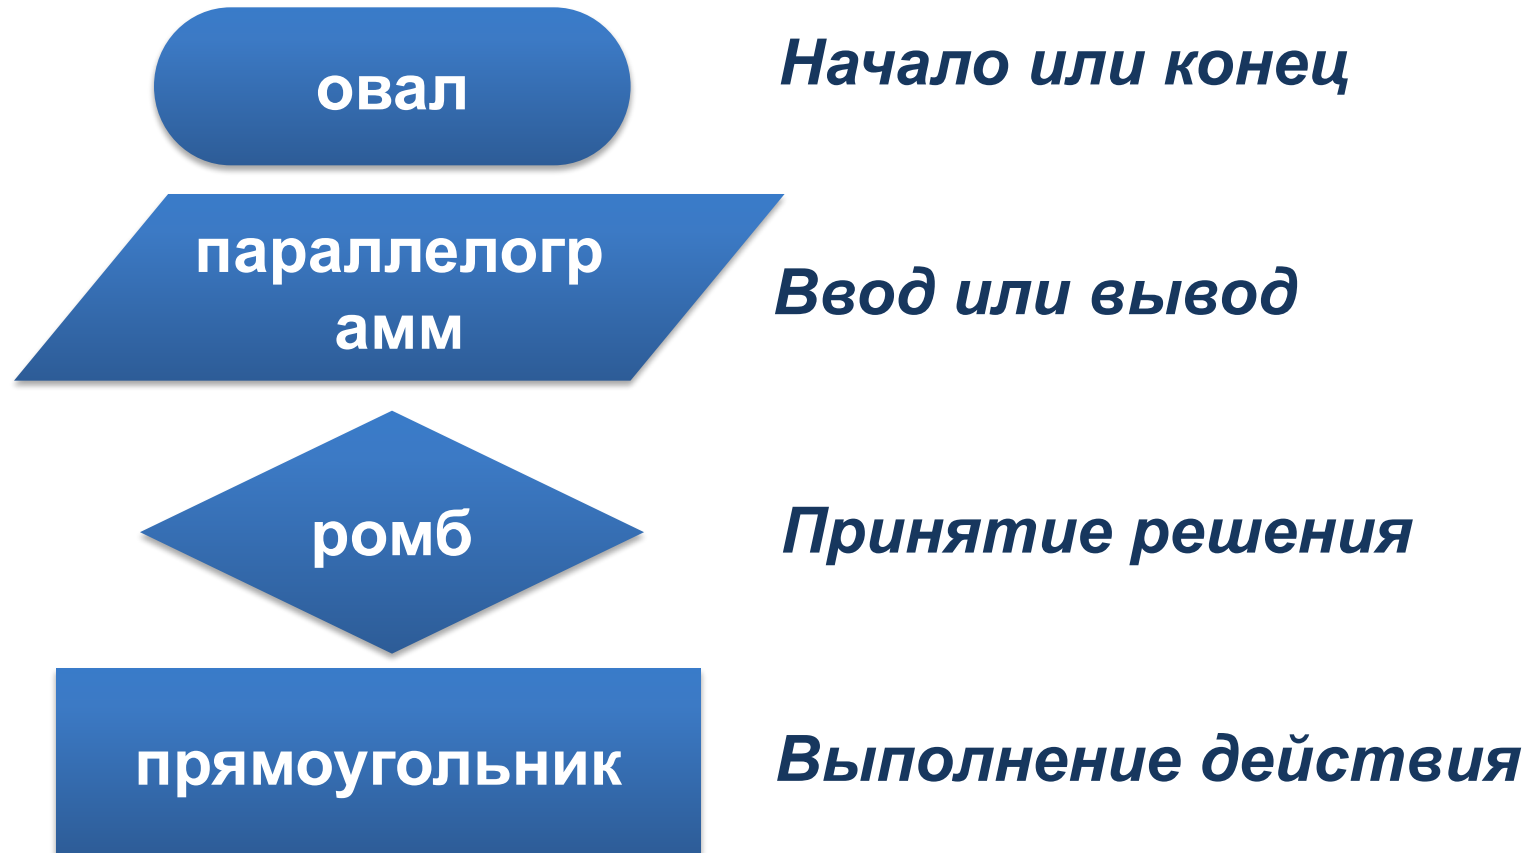 овал
Начало или конец
параллелогр
амм
Ввод или вывод
ромб
Принятие решения
прямоугольник
Выполнение действия